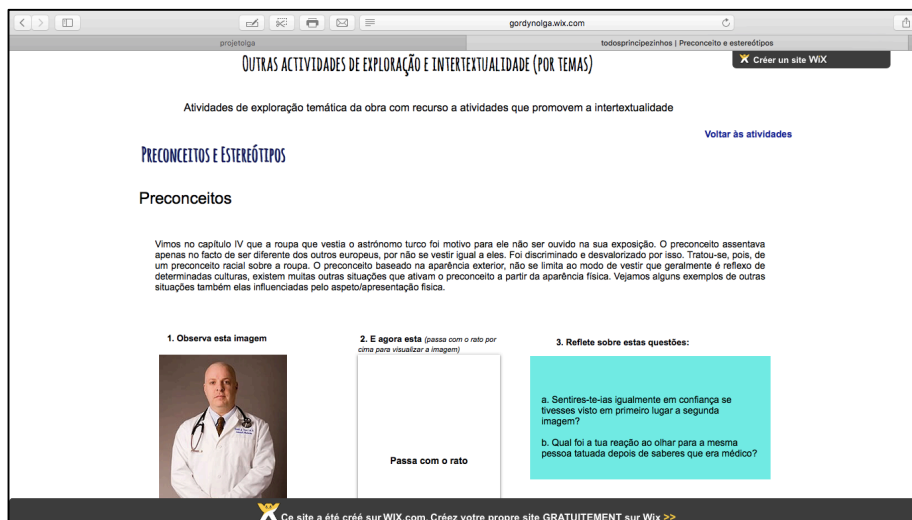 gordynolga.wix.com
projetolga
todosprincipezinhos | Preconceito e estereótipos
OUTRAS ACTIVIDADES DE EXPLORAÇÃO E INTERTEXTUALIDADE (POR TEMAS)
Créer un site WiX
Atividades de exploração temática da obra com recurso a atividades que promovem a intertextualidade
Voltar às atividades
PRECONCEITOS E ESTEREÓTIPOS
Preconceitos
Vimos no capítulo IV que a roupa que vestia o astrónomo turco foi motivo para ele não ser ouvido na sua exposição. O preconceito assentava
apenas no facto de ser diferente dos outros europeus, por não se vestir igual a eles. Foi discriminado e desvalorizado por isso. Tratou-se, pois, de
um preconceito racial sobre a roupa. O preconceito baseado na aparência exterior, não se limita ao modo de vestir que geralmente é reflexo de
determinadas culturas, existem muitas outras situações que ativam o preconceito a partir da aparência física. Vejamos alguns exemplos de outras
situações também elas influenciadas pelo aspeto/apresentação física.
1. Observa esta imagem
2. E agora esta (passa com o rato por
cima para visualizar a imagem)
Passa com o rato
3. Reflete sobre estas questões:
a. Sentires-te-ias igualmente em confiança se
tivesses visto em primeiro lugar a segunda
imagem?
b. Qual foi a tua reação ao olhar para a mesma
pessoa tatuada depois de saberes que era médico?
Ce site a été créé sur WIX.com. Créez votre propre site GRATUITEMENT sur Wix >>